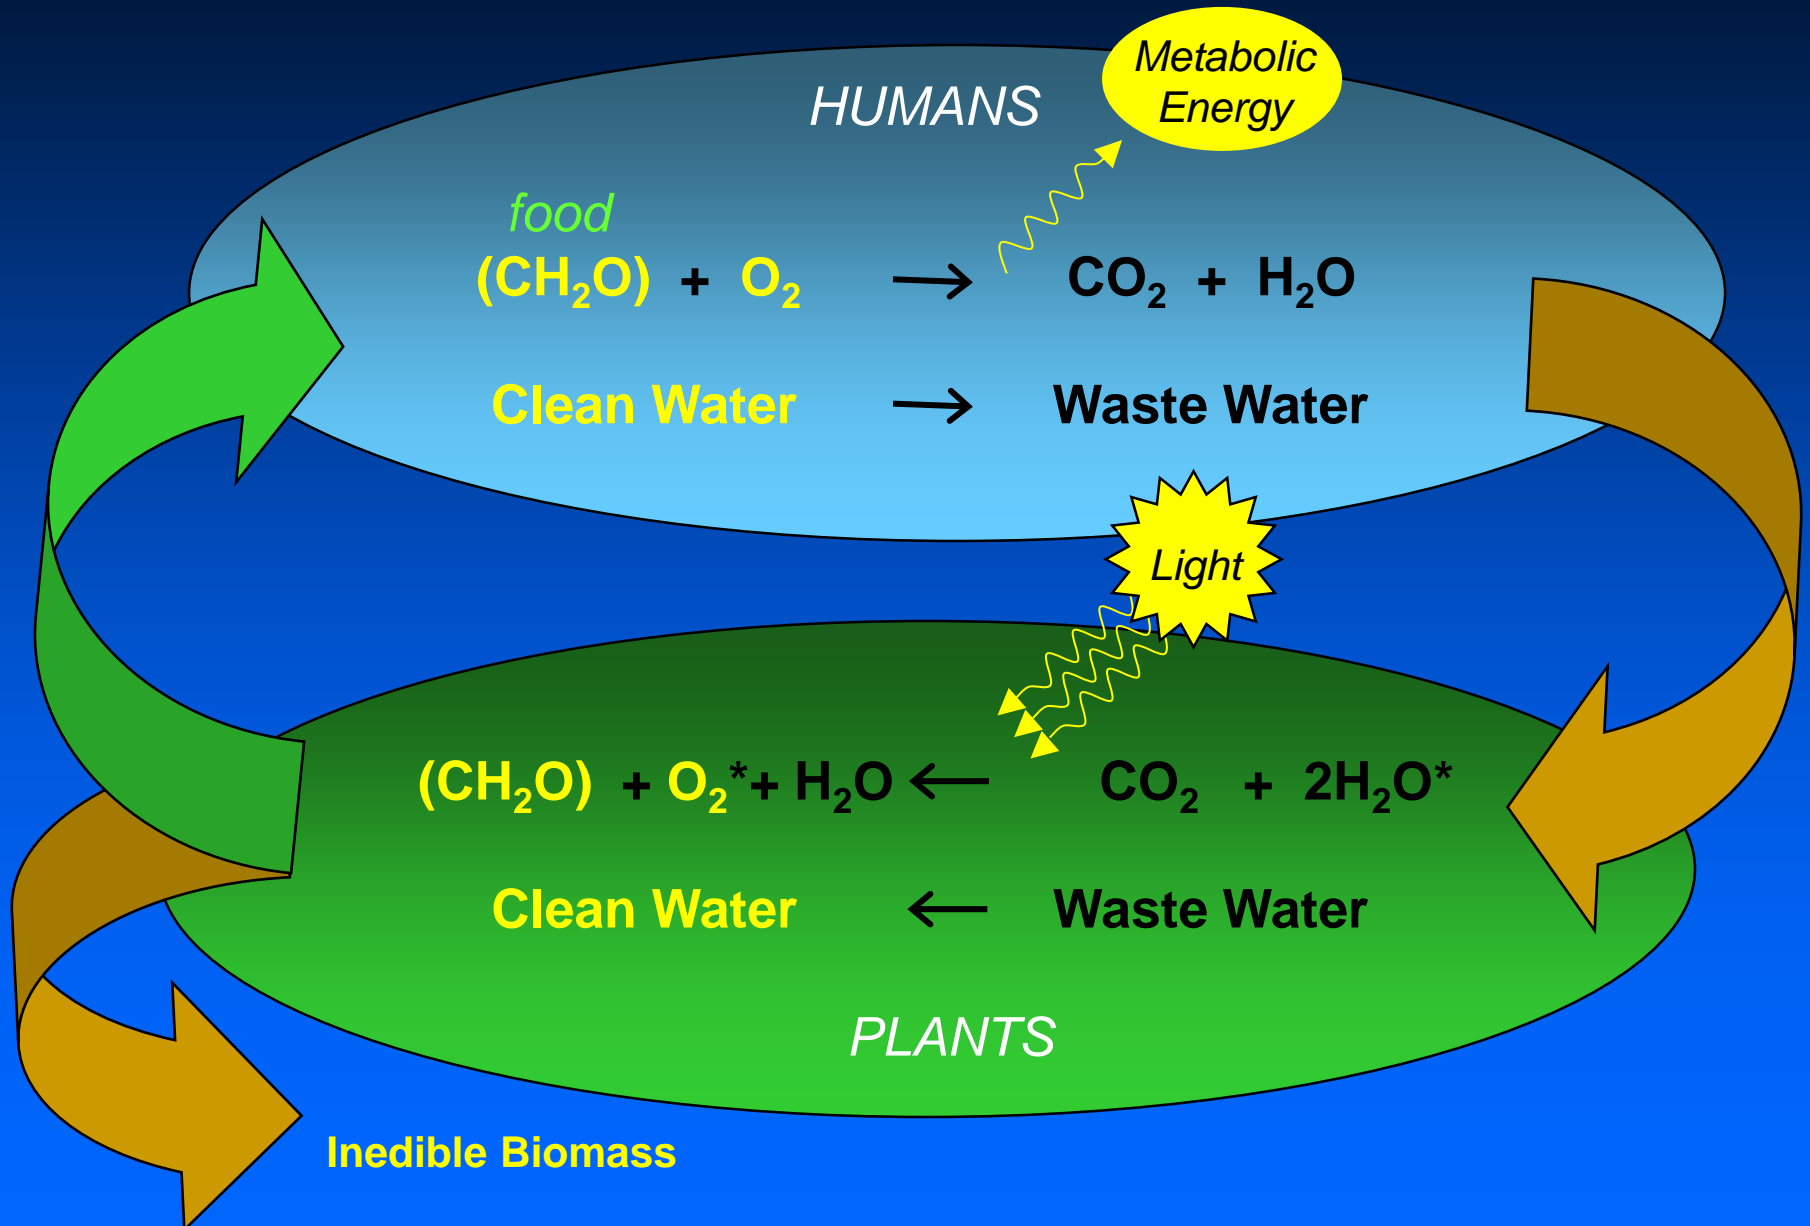 Metabolic
Energy
HUMANS
food
(CH₂O) + O₂ → CO₂ + H₂O
Clean Water → Waste Water
Light
(CH₂O) + O₂*+ H₂O ← CO₂ + 2H₂O*
Clean Water ← Waste Water
PLANTS
Inedible Biomass